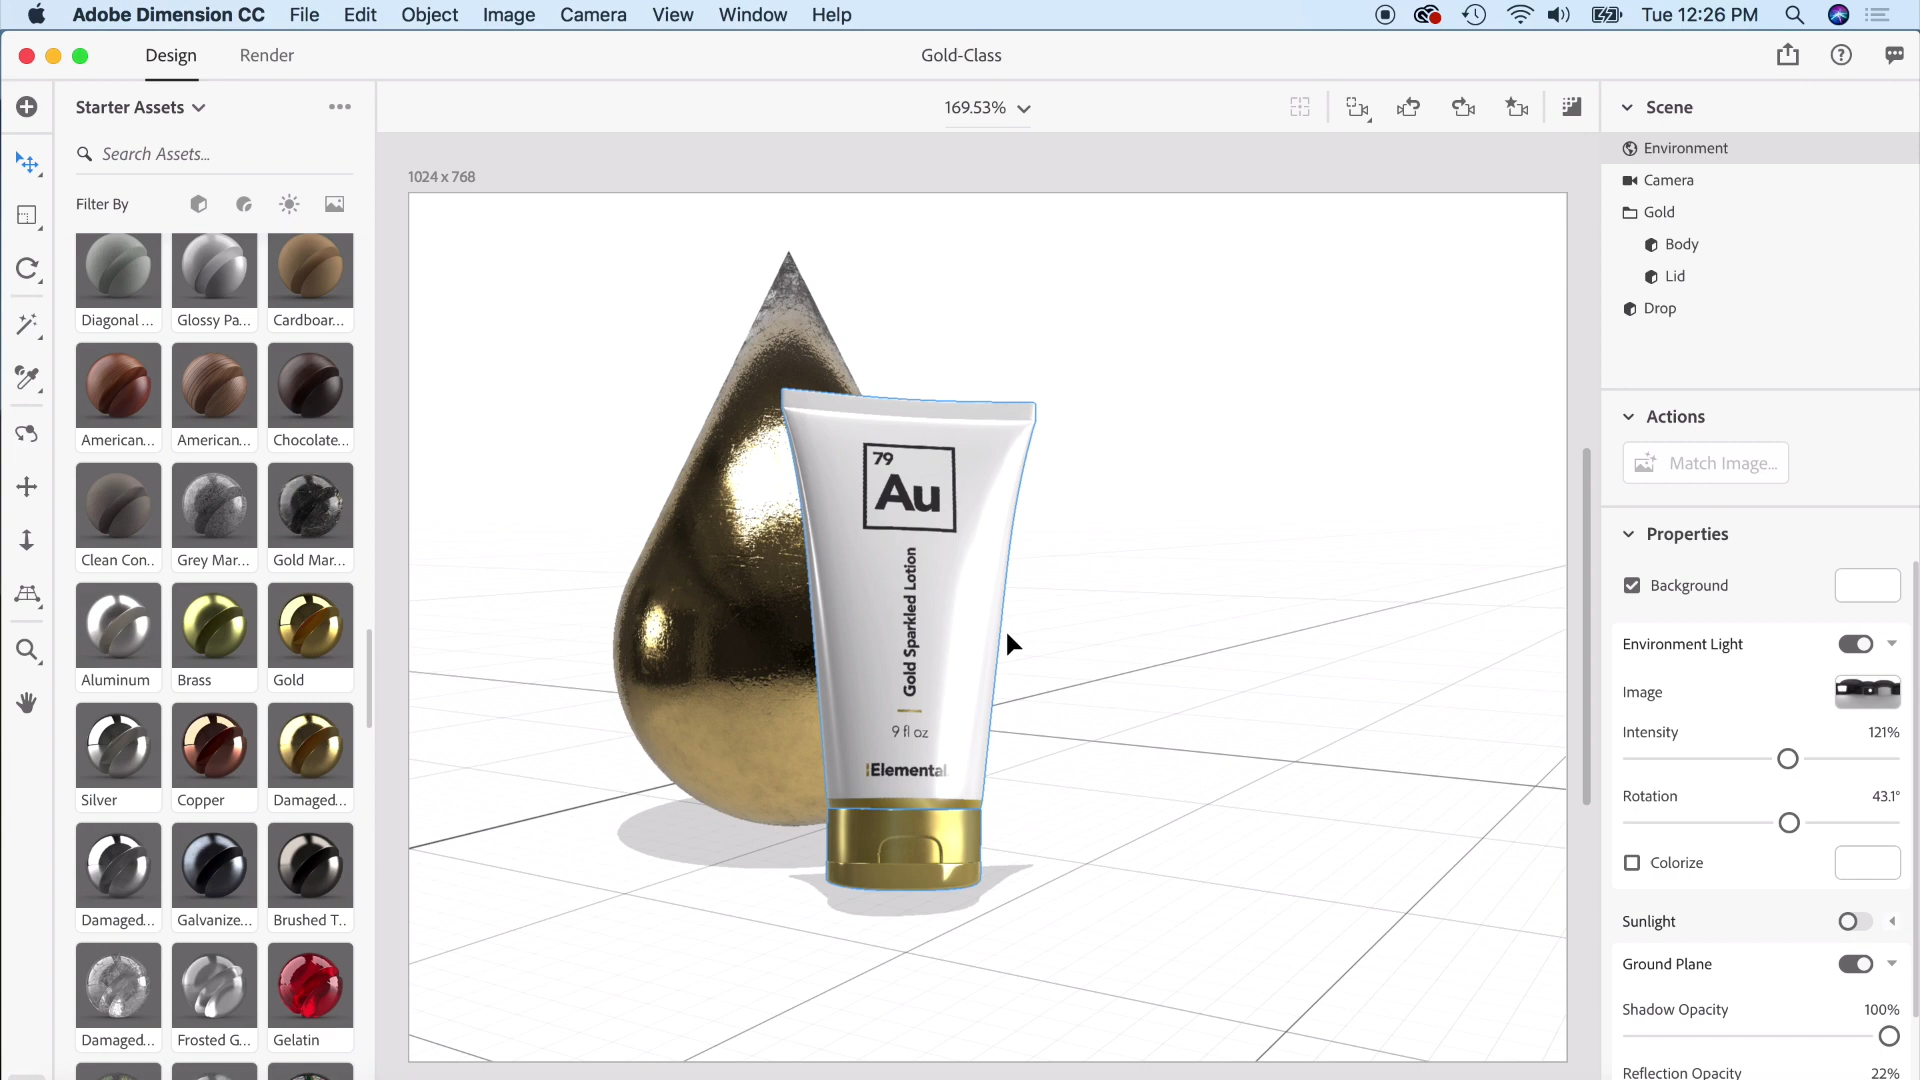 Adobe Dimension CC File Edit Object Image Camera View Window Help Tue 12:26 PM
Design Render Gold-Class
Starter Assets 169.53% Scene
Search Assets...
Filter By
1024 x 768
Environment
Camera
Gold
Body
Lid
Drop
Diagonal ... Glossy Pa... Cardboar...
American... American... Chocolate...
Clean Con.. Grey Mar... Gold Mar...
Aluminum Brass Gold
Silver Copper Damaged...
Damaged... Galvanize... Brushed T..
Damaged... Frosted G... Gelatin
79
Au
Gold Sparkled Lotion
9 fl oz
Elemental
Actions
Match Image...
Properties
Background
Environment Light
Image
Intensity 121%
Rotation 43.1°
Colorize
Sunlight
Ground Plane
Shadow Opacity 100%
Reflection Opacity 22%